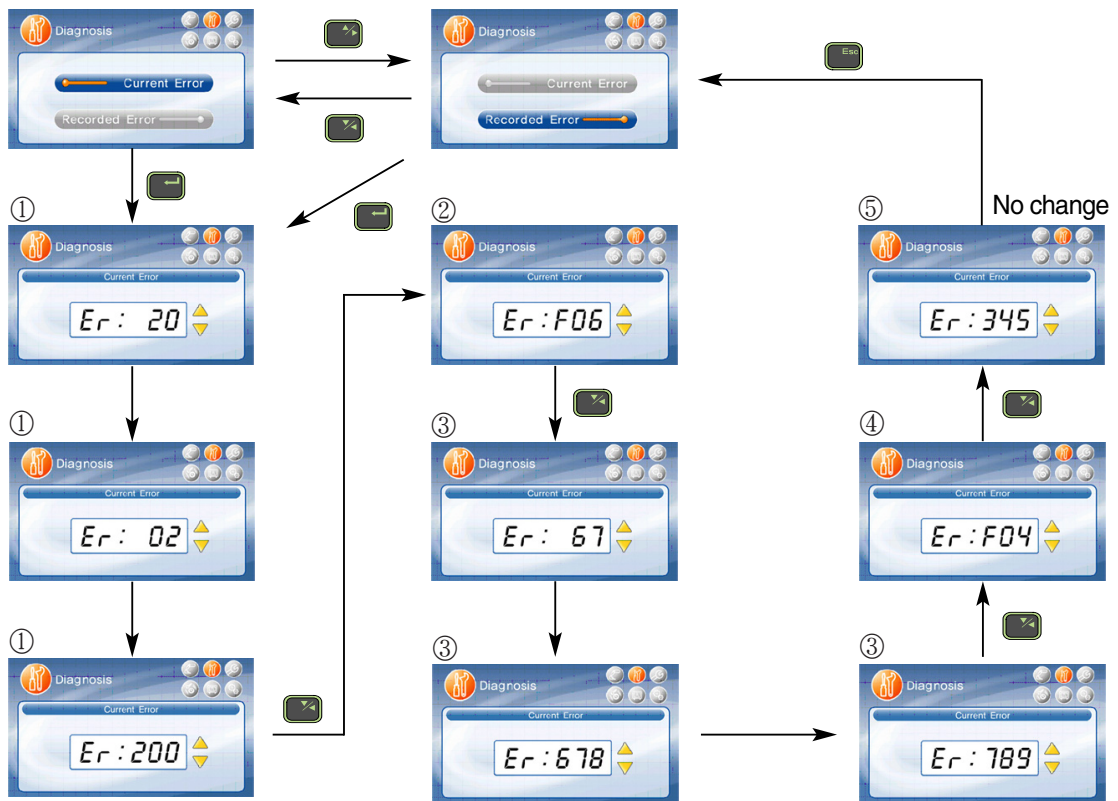 Diagnosis
Current Error
Recorded Error
Diagnosis
Current Error
Recorded Error
Esc
①
Diagnosis
Current Error
Er: 20
②
Diagnosis
Current Error
Er:F06
⑤
No change
Diagnosis
Current Error
Er:345
①
Diagnosis
Current Error
Er: 02
③
Diagnosis
Current Error
Er: 67
④
Diagnosis
Current Error
Er:F04
①
Diagnosis
Current Error
Er:200
③
Diagnosis
Current Error
Er:678
③
Diagnosis
Current Error
Er:789